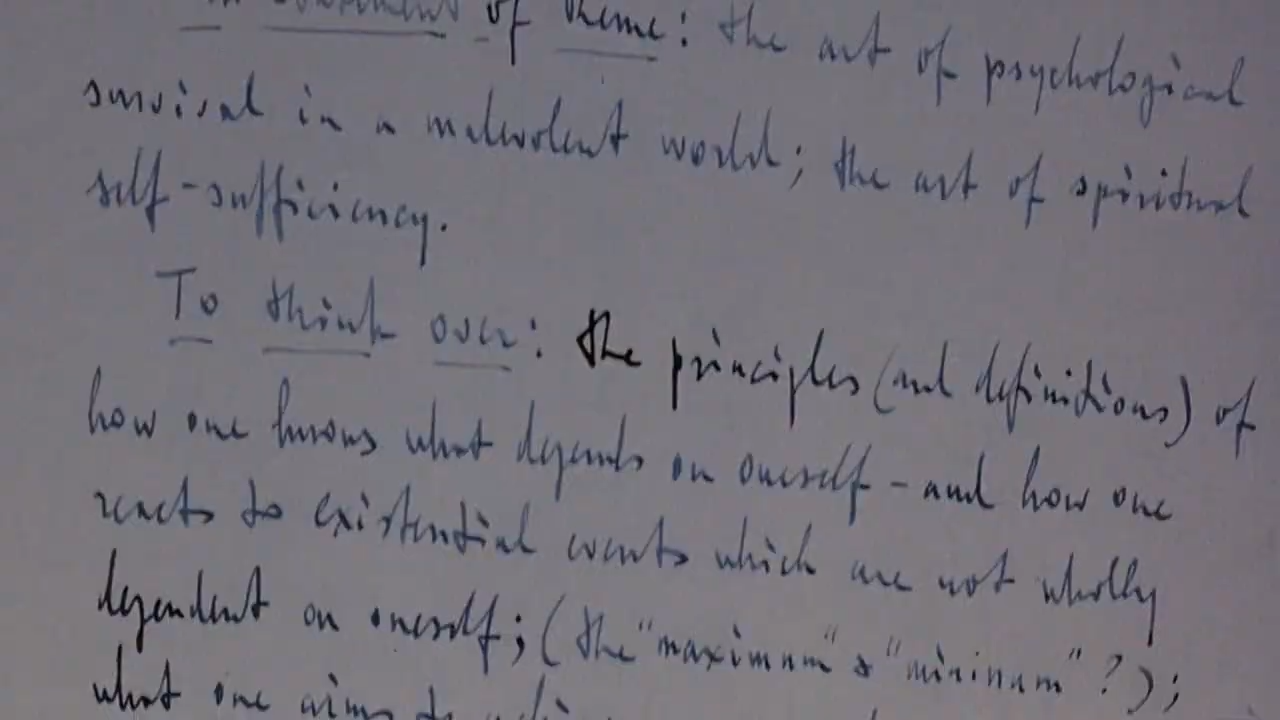 of theme: the art of psychological
survival in a malevolent world; the art of spiritual
self-sufficiency.
To think over: the principles (and definitions) of
how one knows what depends on oneself - and how one
reacts to existential events which are not wholly
dependent on oneself; (the "maximum" & "minimum" ?);
what one aims to